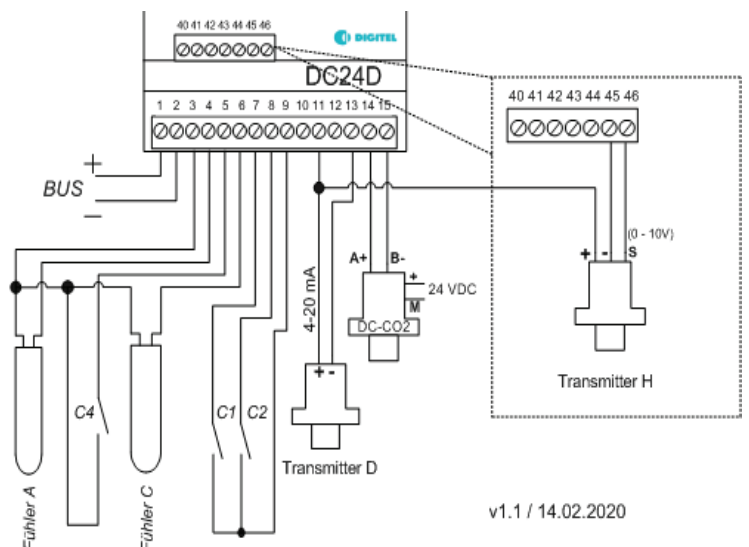 40 41 42 43 44 45 46
DIGITEL
DC24D
1 2 3 4 5 6 7 8 9 10 11 12 13 14 15
40 41 42 43 44 45 46
+
BUS
−
(0 - 10V)
+ - S
A+ B-
+
24 VDC
M
4-20 mA
DC-CO2
+ -
Transmitter H
C4
C1 C2
Transmitter D
Fühler A
Fühler C
v1.1 / 14.02.2020